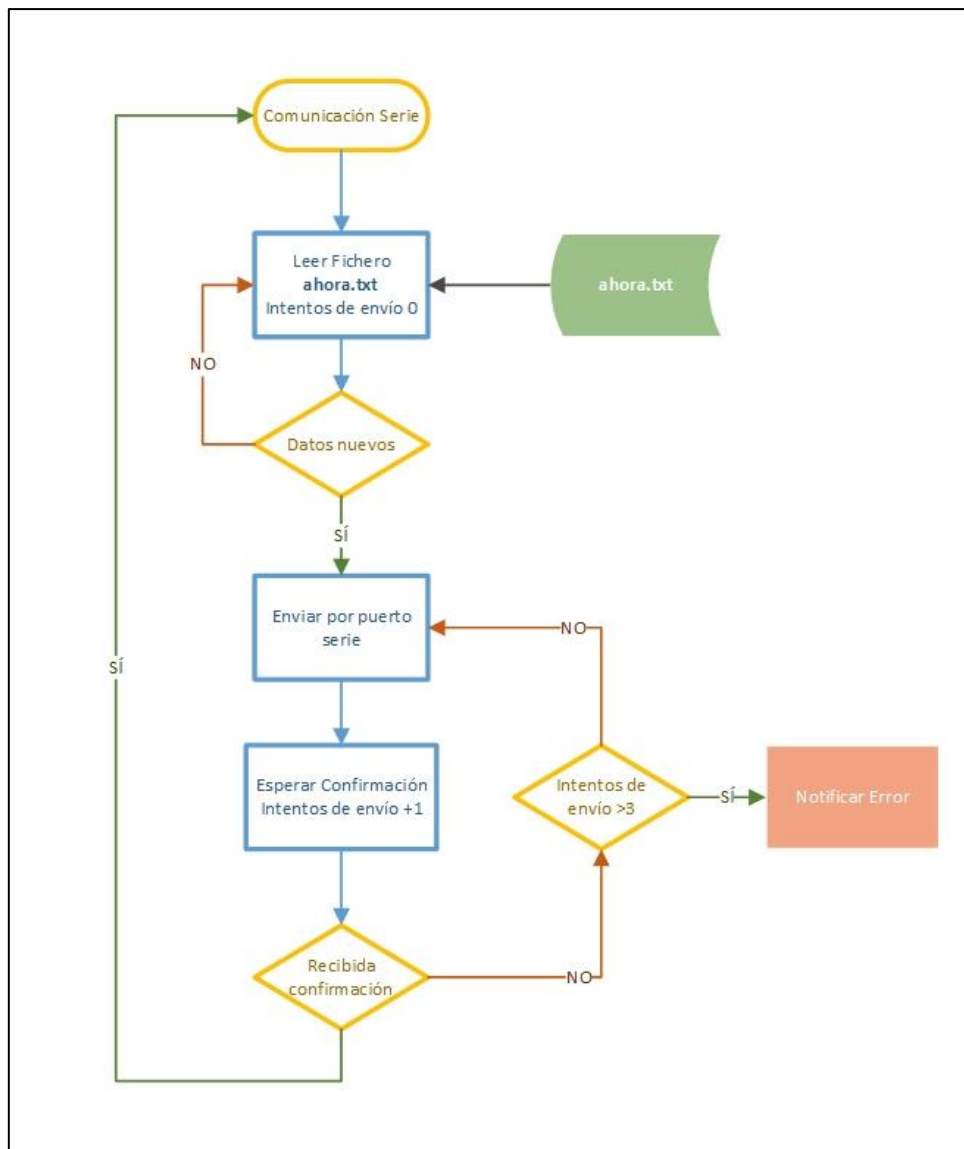 Comunicación Serie
Leer Fichero
ahora.txt
Intentos de envío 0
ahora.txt
NO
Datos nuevos
SÍ
Enviar por puerto
serie
NO
SÍ
Esperar Confirmación
Intentos de envío +1
Intentos de
envío >3
SÍ
Notificar Error
Recibida
confirmación
NO